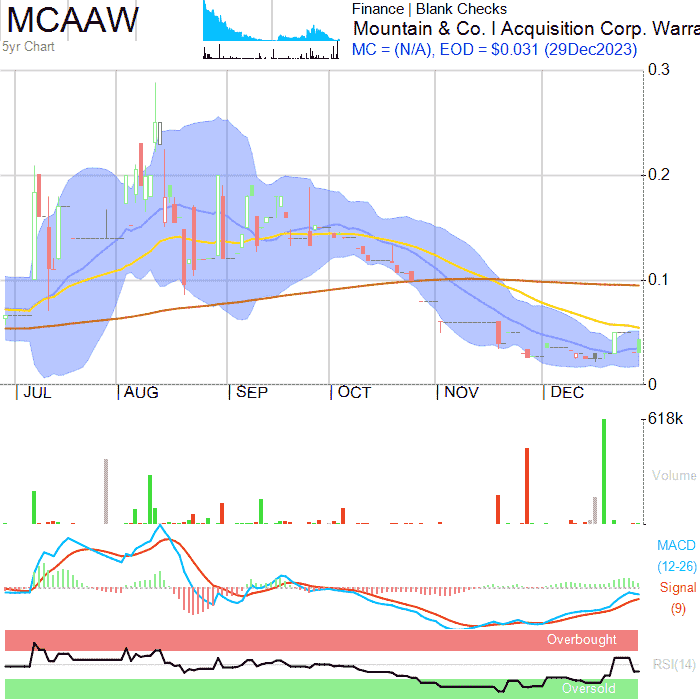 MCAAW
5yr Chart
Finance | Blank Checks
Mountain & Co. I Acquisition Corp. Warra
MC = (N/A), EOD = $0.031 (29Dec2023)
0.3
0.2
0.1
0
JUL AUG SEP OCT NOV DEC
618k
Volume
MACD
(12-26)
Signal
(9)
Overbought
RSI(14)
Oversold